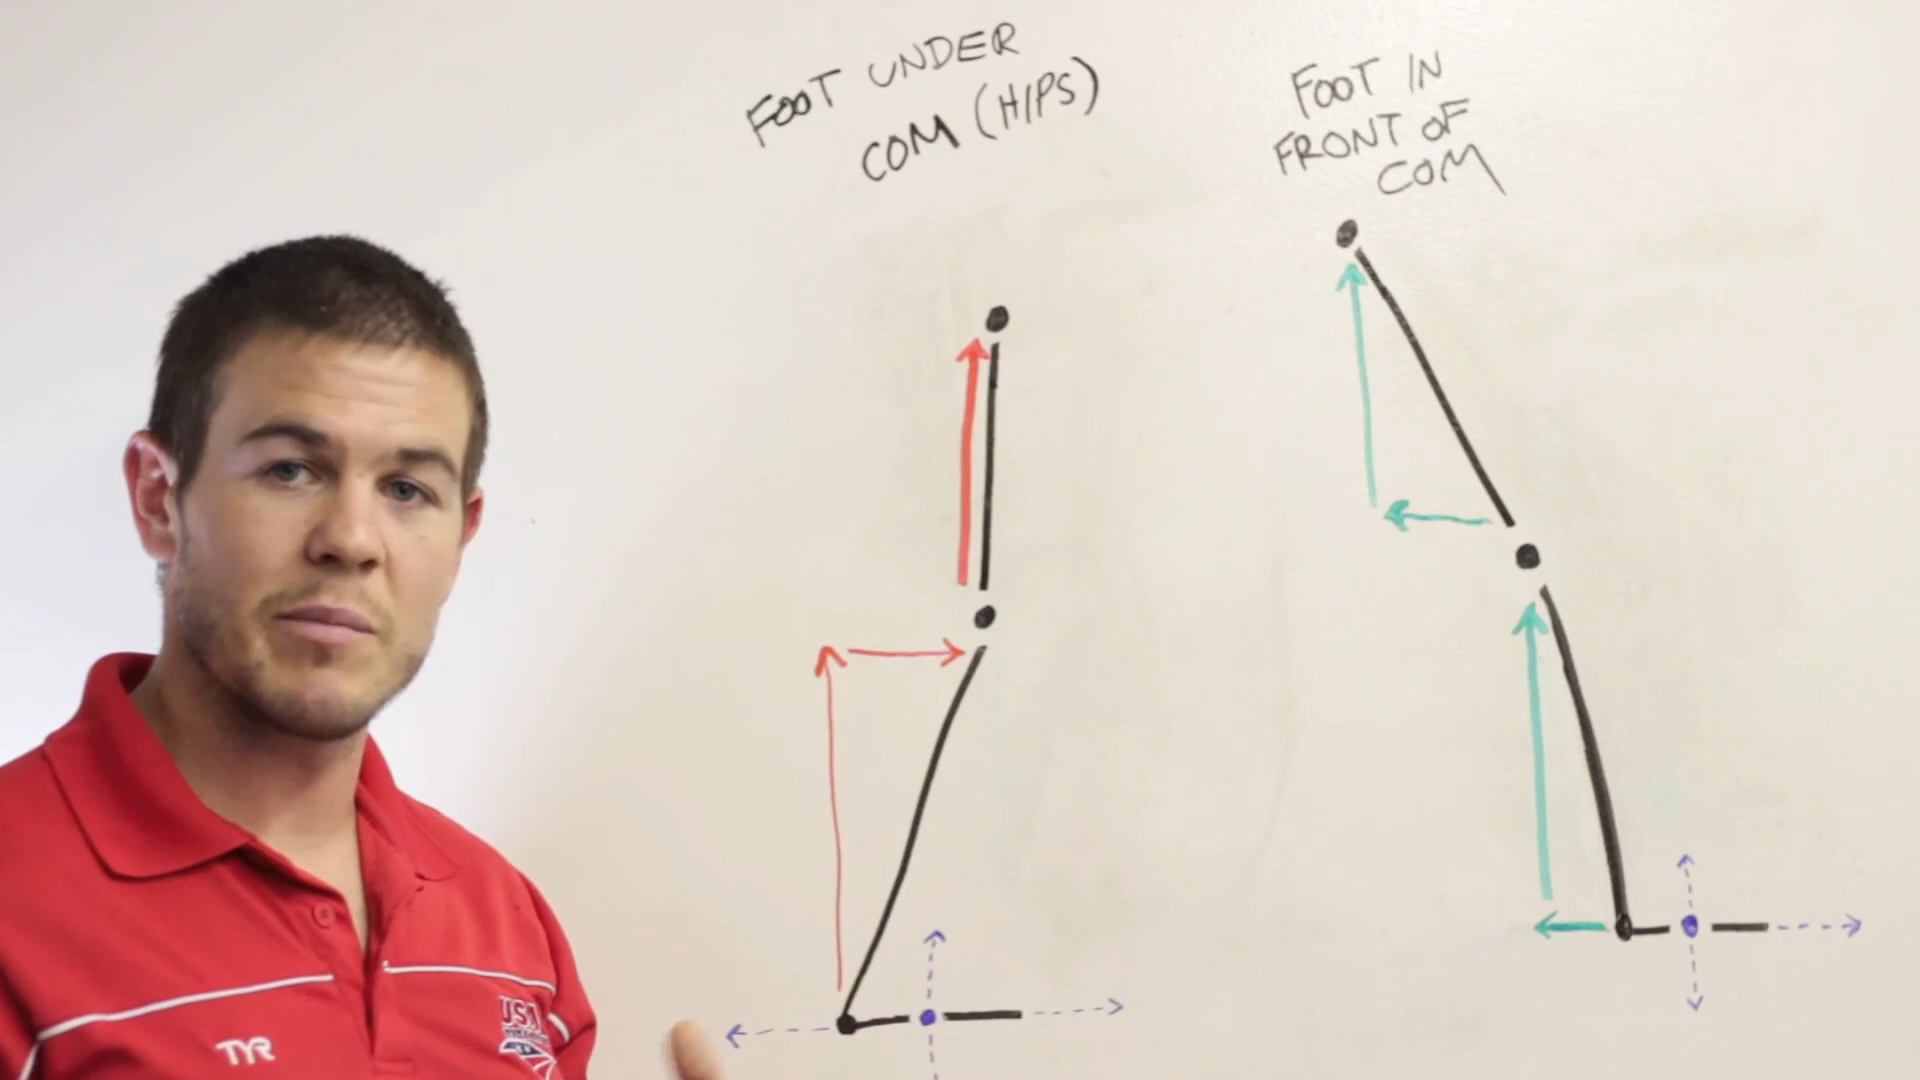 FOOT UNDER
COM (HIPS)
FOOT IN
FRONT OF
COM
TYR
USA